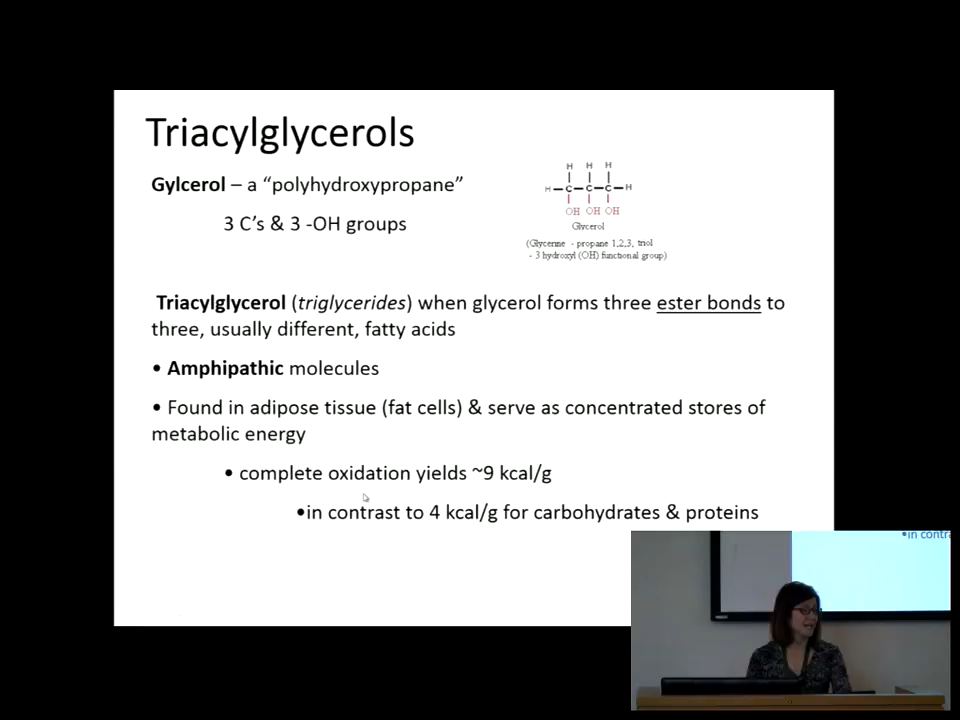 Triacylglycerols
Gylcerol – a “polyhydroxypropane”
3 C’s & 3 -OH groups
H H H
H – C – C – C – H
OH OH OH
Glycerol
(Glycerine - propane 1,2,3, triol
- 3 hydroxyl (OH) functional group)
Triacylglycerol (triglycerides) when glycerol forms three ester bonds to
three, usually different, fatty acids
• Amphipathic molecules
• Found in adipose tissue (fat cells) & serve as concentrated stores of
metabolic energy
• complete oxidation yields ~9 kcal/g
•in contrast to 4 kcal/g for carbohydrates & proteins
•in contra